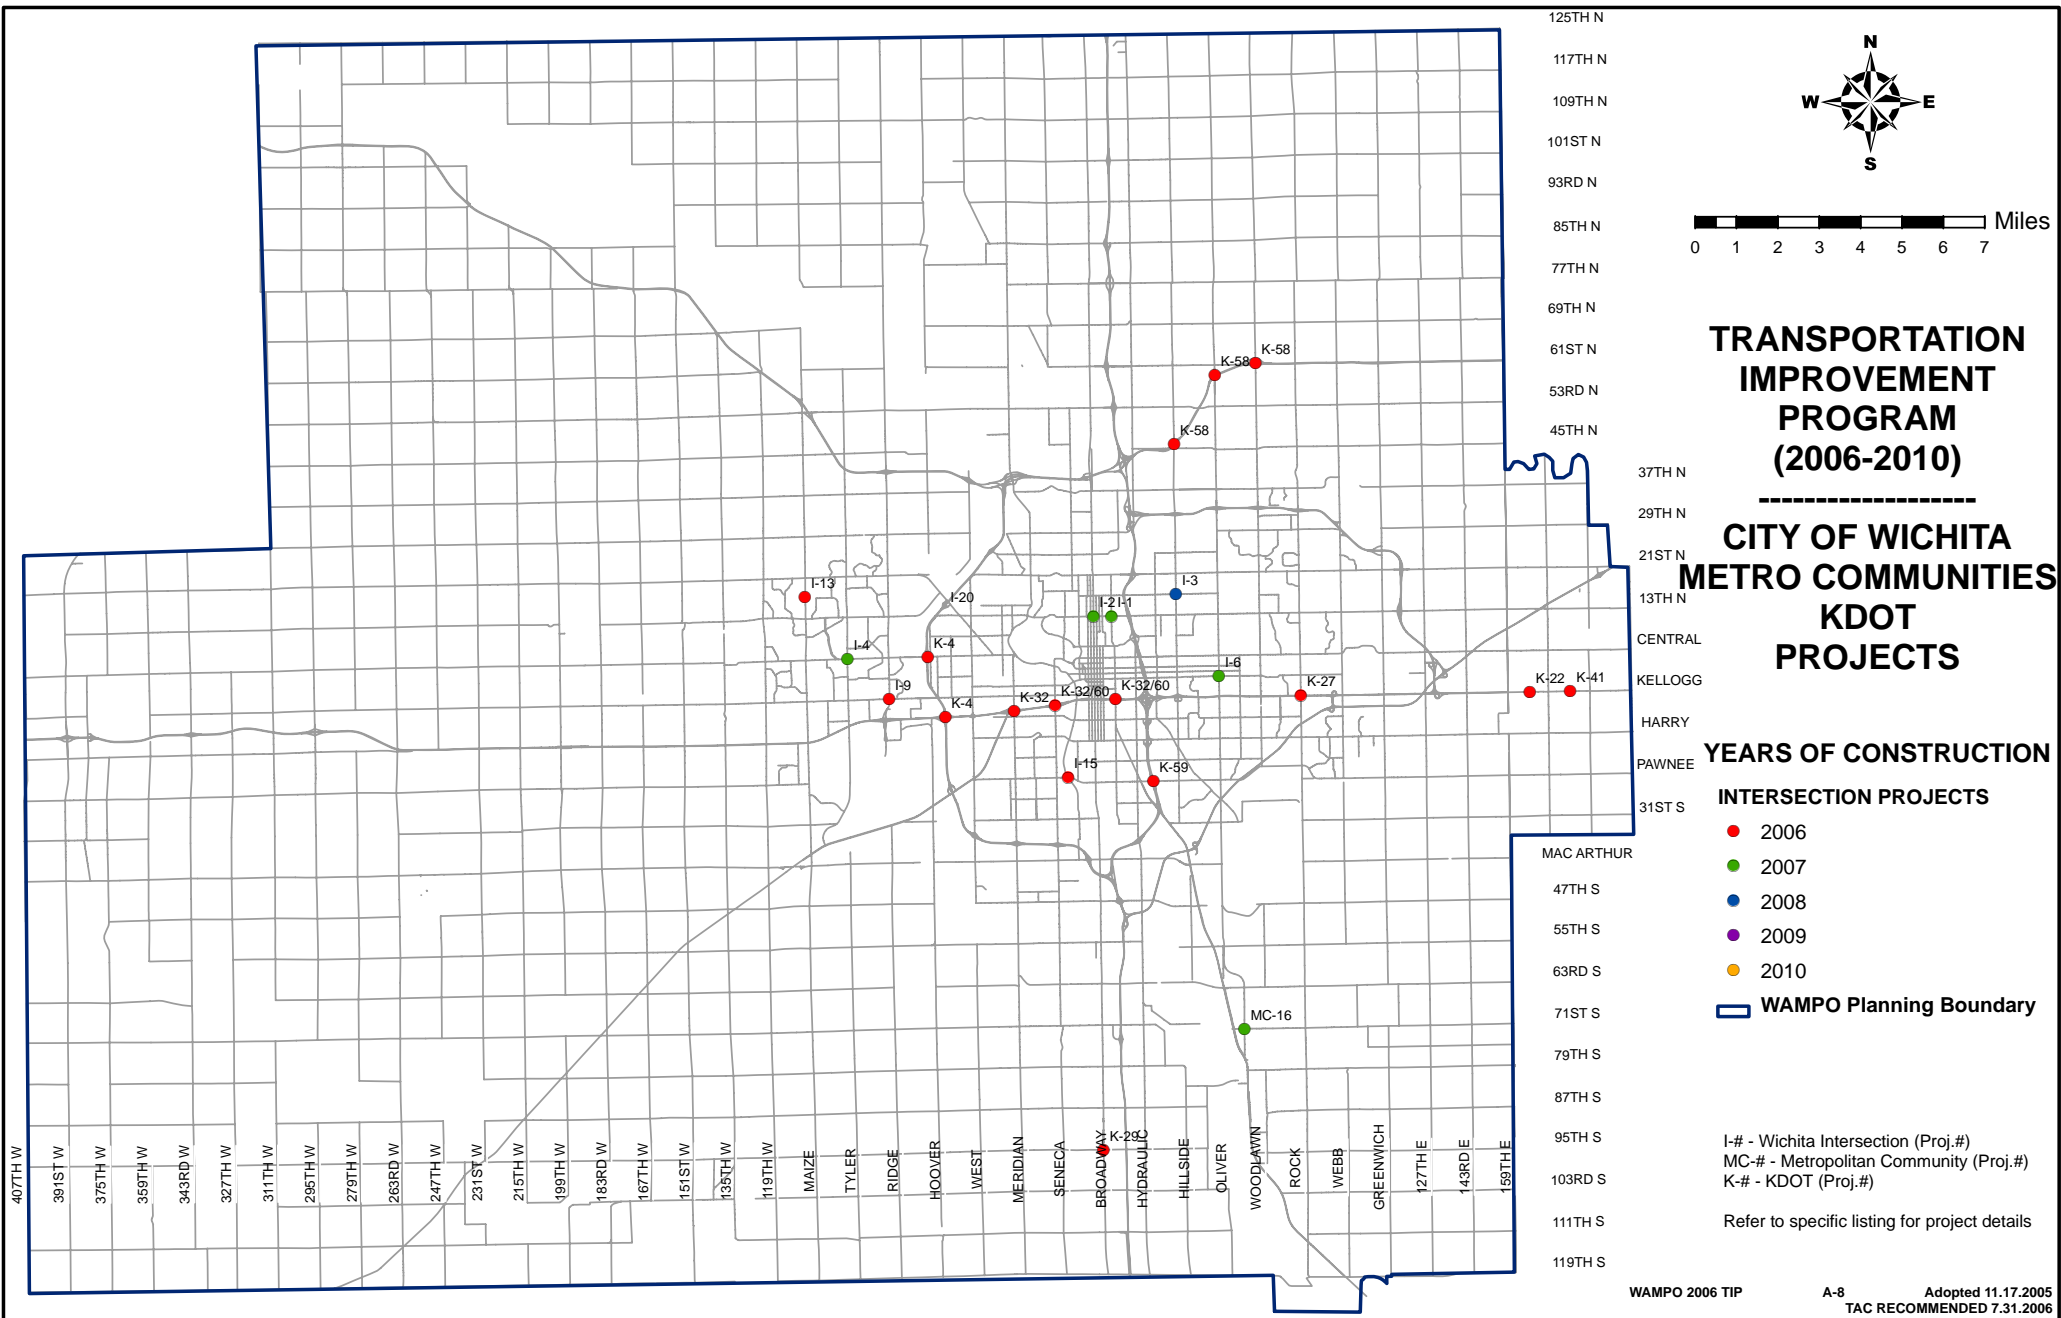 125TH N
117TH N
109TH N
101ST N
93RD N
85TH N
77TH N
69TH N
61ST N
53RD N
45TH N
37TH N
29TH N
21ST N
13TH N
CENTRAL
KELLOGG
HARRY
PAWNEE
31ST S
MAC ARTHUR
47TH S
55TH S
63RD S
71ST S
79TH S
87TH S
95TH S
103RD S
111TH S
119TH S
N
W
E
S
Miles
0 1 2 3 4 5 6 7
TRANSPORTATION
IMPROVEMENT
PROGRAM
(2006-2010)
-------------------
CITY OF WICHITA
METRO COMMUNITIES
KDOT
PROJECTS
YEARS OF CONSTRUCTION
INTERSECTION PROJECTS
2006
2007
2008
2009
2010
WAMPO Planning Boundary
I-# - Wichita Intersection (Proj.#)
MC-# - Metropolitan Community (Proj.#)
K-# - KDOT (Proj.#)
Refer to specific listing for project details
WAMPO 2006 TIP A-8 Adopted 11.17.2005
TAC RECOMMENDED 7.31.2006
K-58
K-58
K-58
I-13
I-20
I-3
I-2
I-1
I-4
K-4
I-6
I-9
K-4
K-32
K-32/60
K-32/60
K-27
K-22
K-41
I-15
K-59
MC-16
K-29
407TH W
391ST W
375TH W
359TH W
343RD W
327TH W
311TH W
295TH W
279TH W
263RD W
247TH W
231ST W
215TH W
199TH W
183RD W
167TH W
151ST W
135TH W
119TH W
MAIZE
TYLER
RIDGE
HOOVER
WEST
MERIDIAN
SENECA
BROADWAY
HYDRAULIC
HILLSIDE
OLIVER
WOODLAWN
ROCK
WEBB
GREENWICH
127TH E
143RD E
159TH E